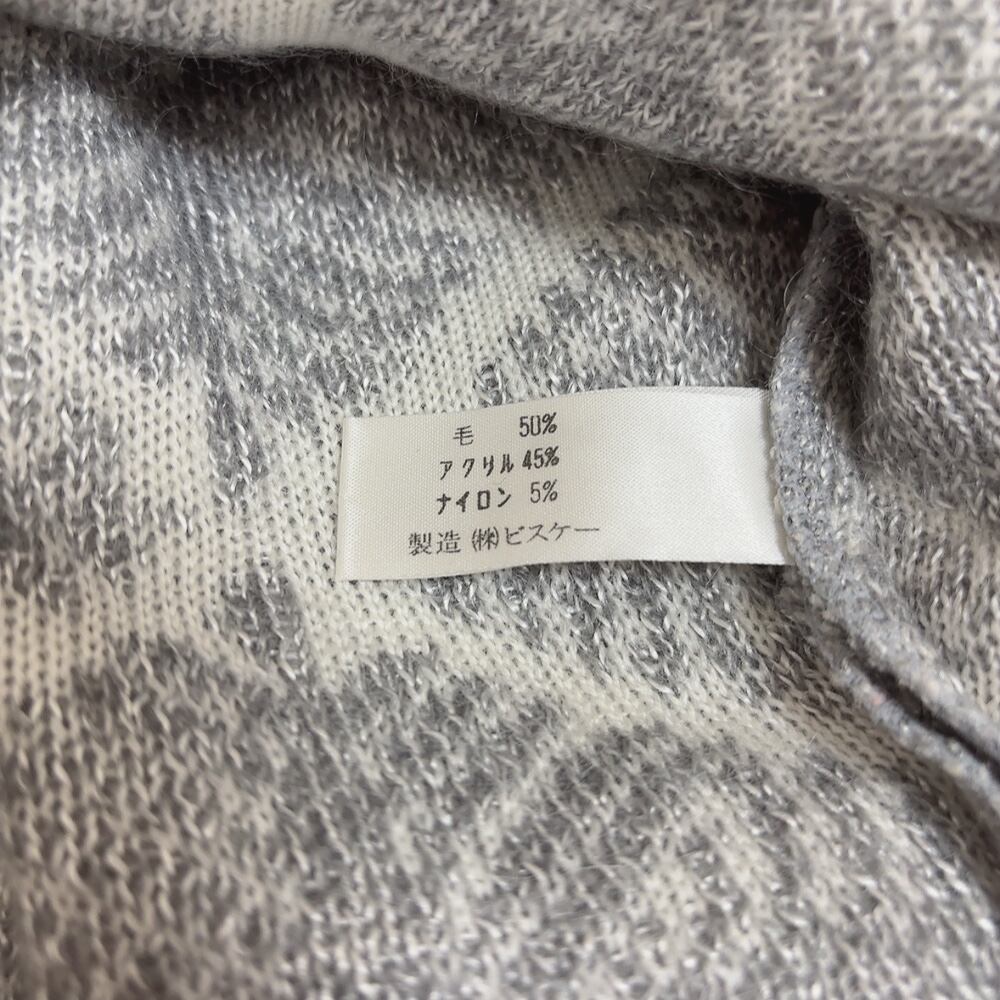 毛 50%
アクリル 45%
ナイロン 5%
製造 ㈱ビスケー